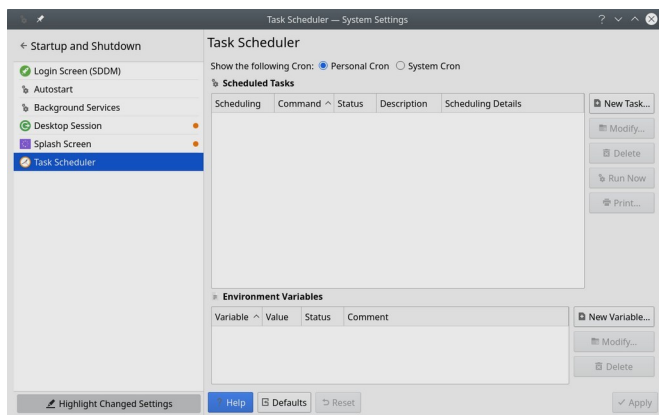 Task Scheduler — System Settings
Startup and Shutdown
Login Screen (SDDM)
Autostart
Background Services
Desktop Session
Splash Screen
Task Scheduler
Highlight Changed Settings
Task Scheduler
Show the following Cron: Personal Cron System Cron
Scheduled Tasks
Scheduling Command Status Description Scheduling Details
New Task...
Modify...
Delete
Run Now
Print...
Environment Variables
Variable Value Status Comment
New Variable...
Modify...
Delete
Help Defaults Reset Apply